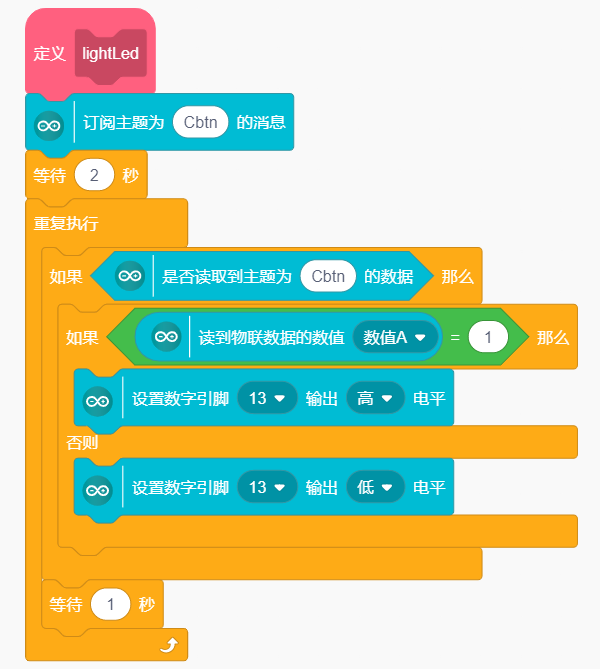 定义 lightLed
订阅主题为 Cbtn 的消息
等待 2 秒
重复执行
如果 是否读取到主题为 Cbtn 的数据 那么
如果 读到物联数据的数值 数值A = 1 那么
设置数字引脚 13 输出 高 电平
否则
设置数字引脚 13 输出 低 电平
等待 1 秒